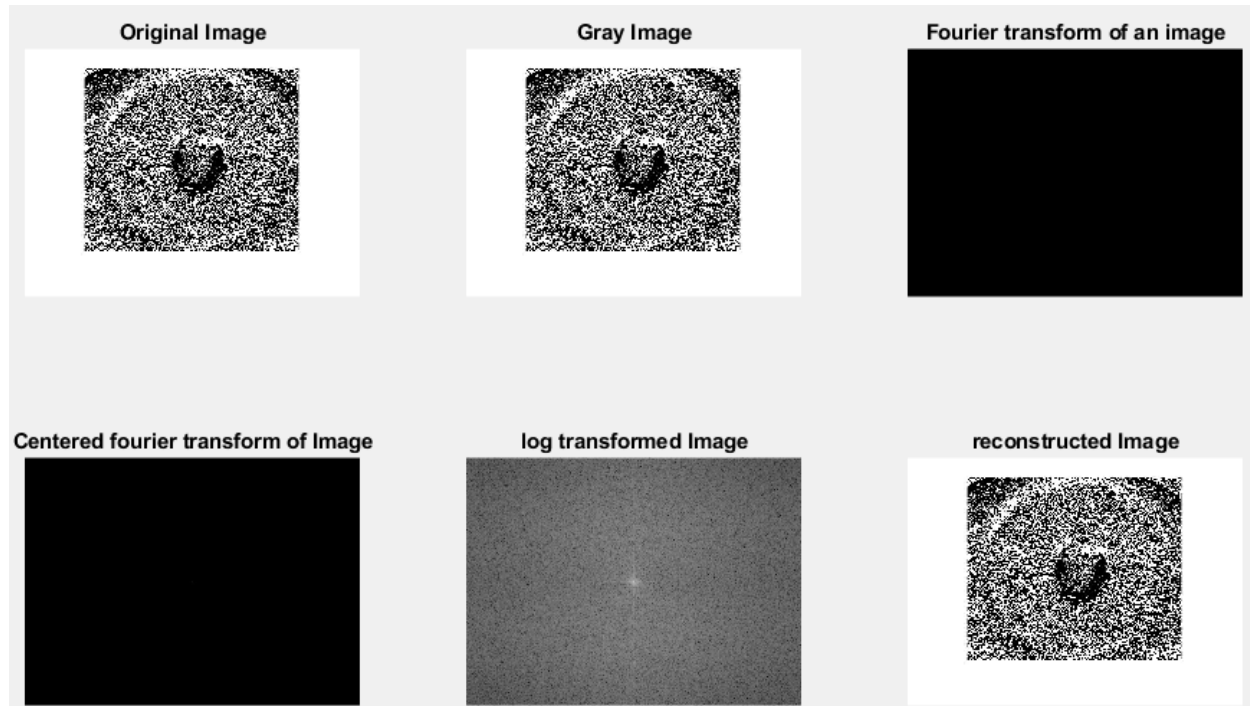 Original Image
Gray Image
Fourier transform of an image
Centered fourier transform of Image
log transformed Image
reconstructed Image